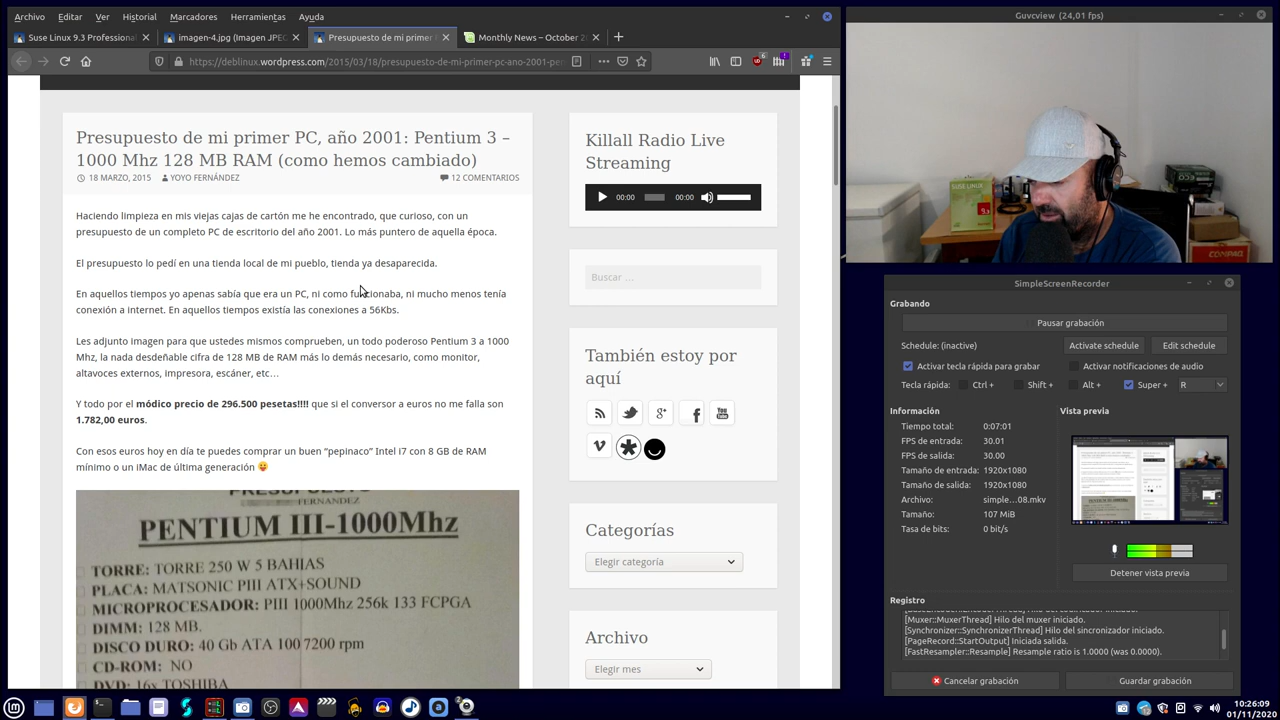 Archivo Editar Ver Historial Marcadores Herramientas Ayuda
Suse Linux 9.3 Professional
imagen-4.jpg (Imagen JPEG
Presupuesto de mi primer
Monthly News – October 2
https://deblinux.wordpress.com/2015/03/18/presupuesto-de-mi-primer-pc-ano-2001-pen
6
Presupuesto de mi primer PC, año 2001: Pentium 3 –
1000 Mhz 128 MB RAM (como hemos cambiado)
18 MARZO, 2015 YOYO FERNÁNDEZ 12 COMENTARIOS
Haciendo limpieza en mis viejas cajas de cartón me he encontrado, que curioso, con un
presupuesto de un completo PC de escritorio del año 2001. Lo más puntero de aquella época.
El presupuesto lo pedí en una tienda local de mi pueblo, tienda ya desaparecida.
En aquellos tiempos yo apenas sabía que era un PC, ni como funcionaba, ni mucho menos tenía
conexión a internet. En aquellos tiempos existía las conexiones a 56Kbs.
Les adjunto imagen para que ustedes mismos comprueben, un todo poderoso Pentium 3 a 1000
Mhz, la nada desdeñable cifra de 128 MB de RAM más lo demás necesario, como monitor,
altavoces externos, impresora, escáner, etc…
Y todo por el módico precio de 296.500 pesetas!!!! que si el conversor a euros no me falla son
1.782,00 euros.
Con esos euros hoy en día te puedes comprar un buen “pepinaco” Intel i7 con 8 GB de RAM
mínimo o un iMac de última generación
PENTIUM III-1000Mhz
TORRE: TORRE 250 W 5 BAHIAS
PLACA: MATSONIC PIII ATX-SOUND
MICROPROCESADOR: PIII 1000Mhz 256k 133 FCPGA
DIMM: 128 MB
CD-ROM: NO
DVD: 16x TOSHIBA
Killall Radio Live
Streaming
00:00 00:00
Buscar …
También estoy por
aquí
You
Tube
Categorías
Elegir categoría
Archivo
Elegir mes
Guvcview (24,01 fps)
SUSE LINUX
9.3
COMPAQ
SimpleScreenRecorder
Grabando
Pausar grabación
Schedule: (inactive) Activate schedule Edit schedule
Activar tecla rápida para grabar Activar notificaciones de audio
Tecla rápida: Ctrl + Shift + Alt + Super + R
Información
Tiempo total: 0:07:01
FPS de entrada: 30.01
FPS de salida: 30.00
Tamaño de entrada: 1920x1080
Tamaño de salida: 1920x1080
Archivo: simple…08.mkv
Tamaño: 107 MiB
Tasa de bits: 0 bit/s
Vista previa
Detener vista previa
Registro
[Muxer::MuxerThread] Hilo del muxer iniciado.
[Synchronizer::SynchronizerThread] Hilo del sincronizador iniciado.
[PageRecord::StartOutput] Iniciada salida.
[FastResampler::Resample] Resample ratio is 1.0000 (was 0.0000).
Cancelar grabación Guardar grabación
10:26:09
01/11/2020